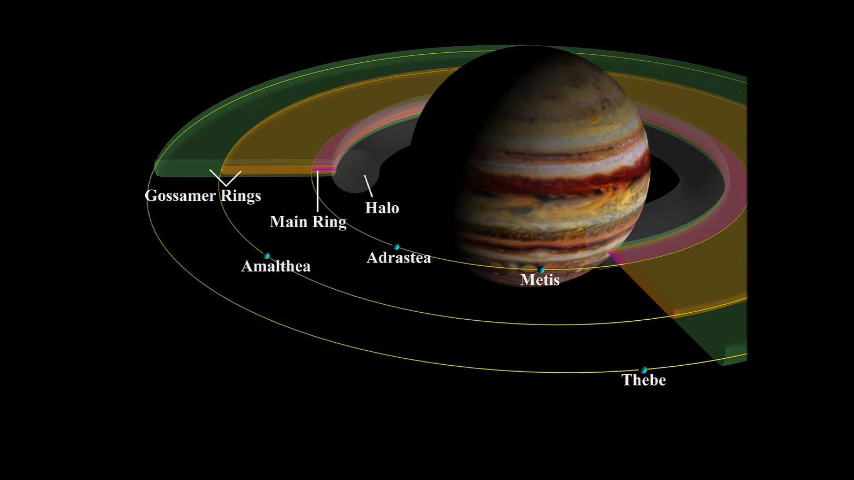 Gossamer Rings
Halo
Main Ring
Adrastea
Amalthea
Metis
Thebe